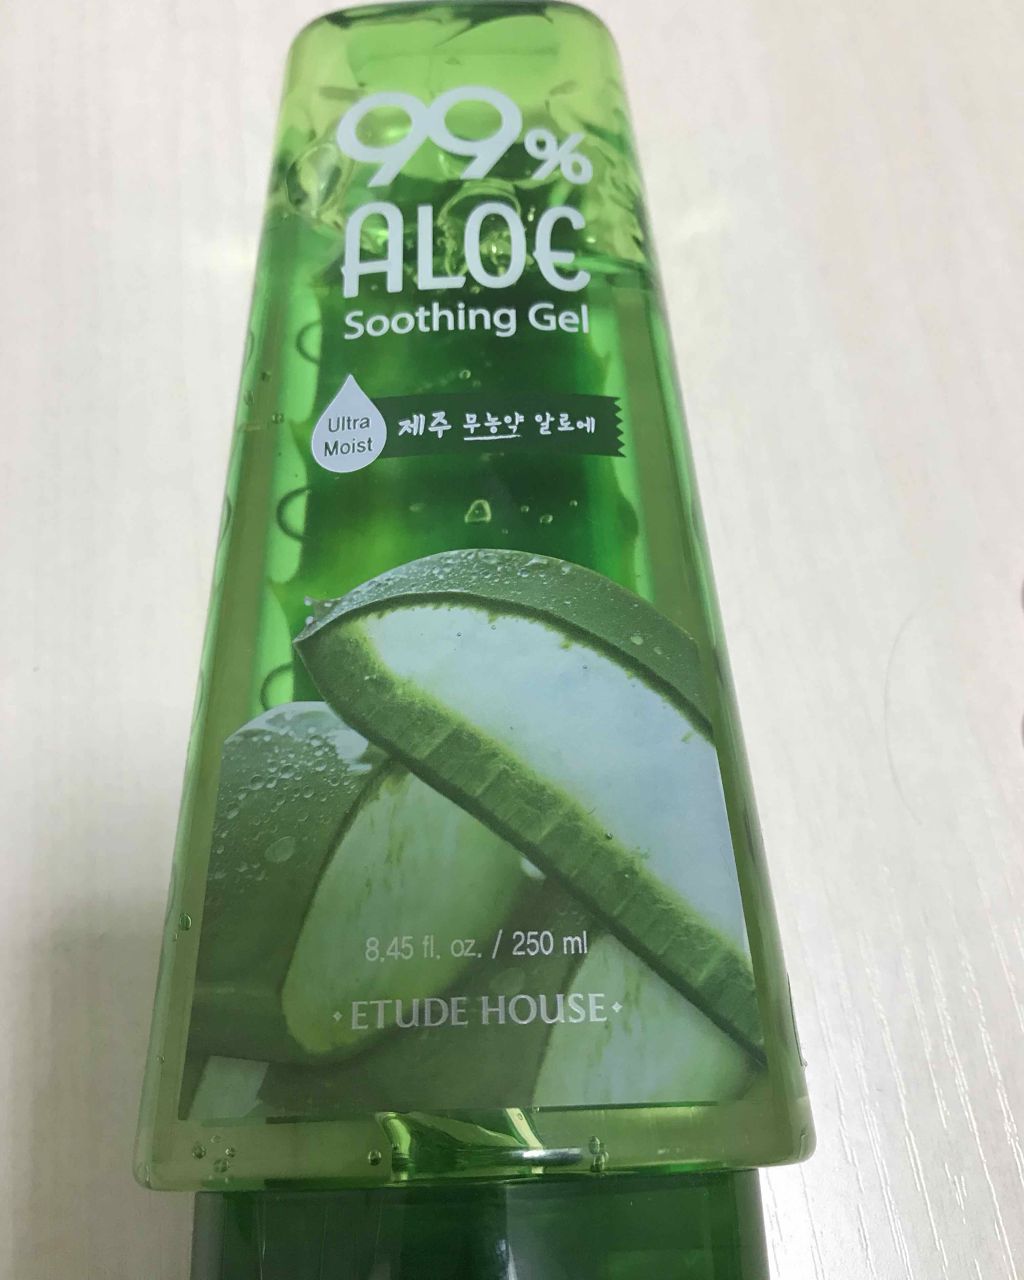 99%
ALOE
Soothing Gel
Ultra
Moist
제주 무농약 알로에
8.45 fl. oz. / 250 ml
ETUDE HOUSE